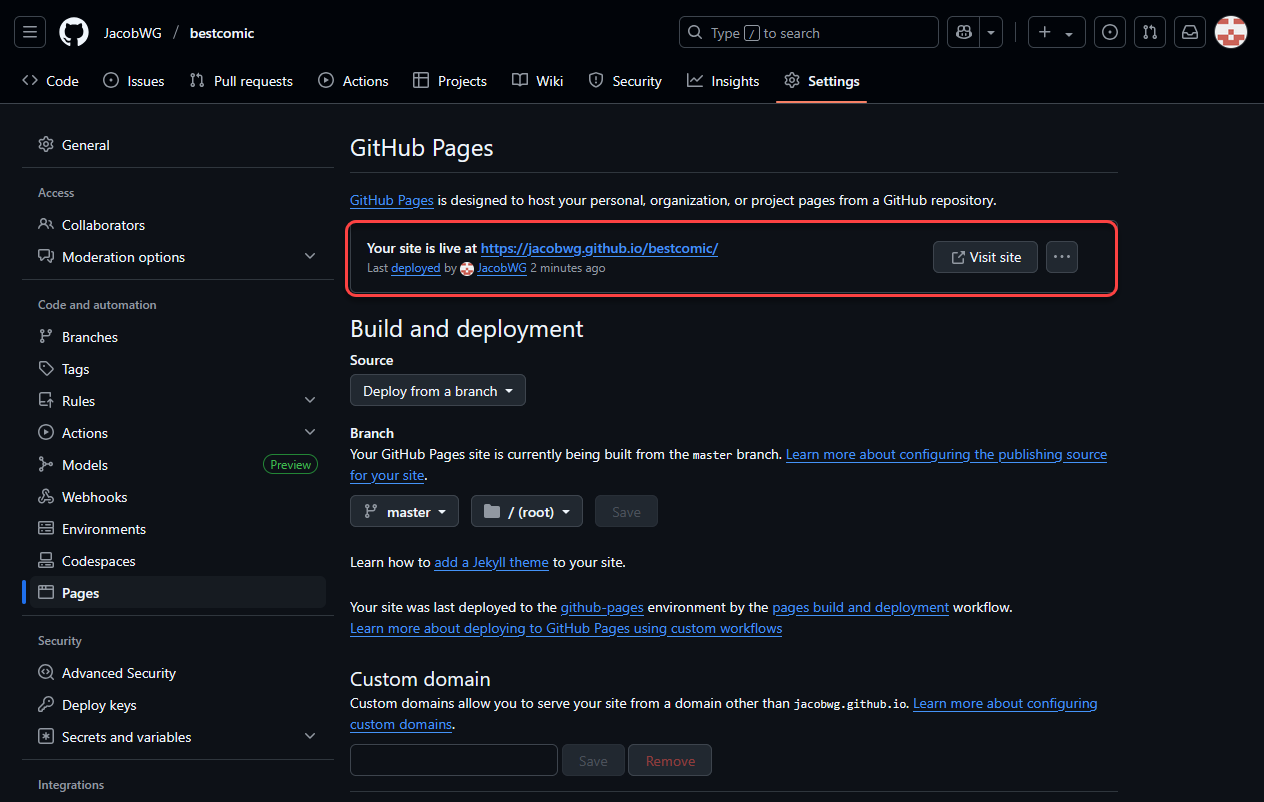 JacobWG / bestcomic
Type / to search
Code Issues Pull requests Actions Projects Wiki Security Insights Settings
General
Access
Collaborators
Moderation options
Code and automation
Branches
Tags
Rules
Actions
Models Preview
Webhooks
Environments
Codespaces
Pages
Security
Advanced Security
Deploy keys
Secrets and variables
Integrations
GitHub Pages
GitHub Pages is designed to host your personal, organization, or project pages from a GitHub repository.
Your site is live at https://jacobwg.github.io/bestcomic/
Last deployed by JacobWG 2 minutes ago
Visit site
Build and deployment
Source
Deploy from a branch
Branch
Your GitHub Pages site is currently being built from the master branch. Learn more about configuring the publishing source
for your site.
master / (root) Save
Learn how to add a Jekyll theme to your site.
Your site was last deployed to the github-pages environment by the pages build and deployment workflow.
Learn more about deploying to GitHub Pages using custom workflows
Custom domain
Custom domains allow you to serve your site from a domain other than jacobwg.github.io. Learn more about configuring
custom domains.
Save Remove